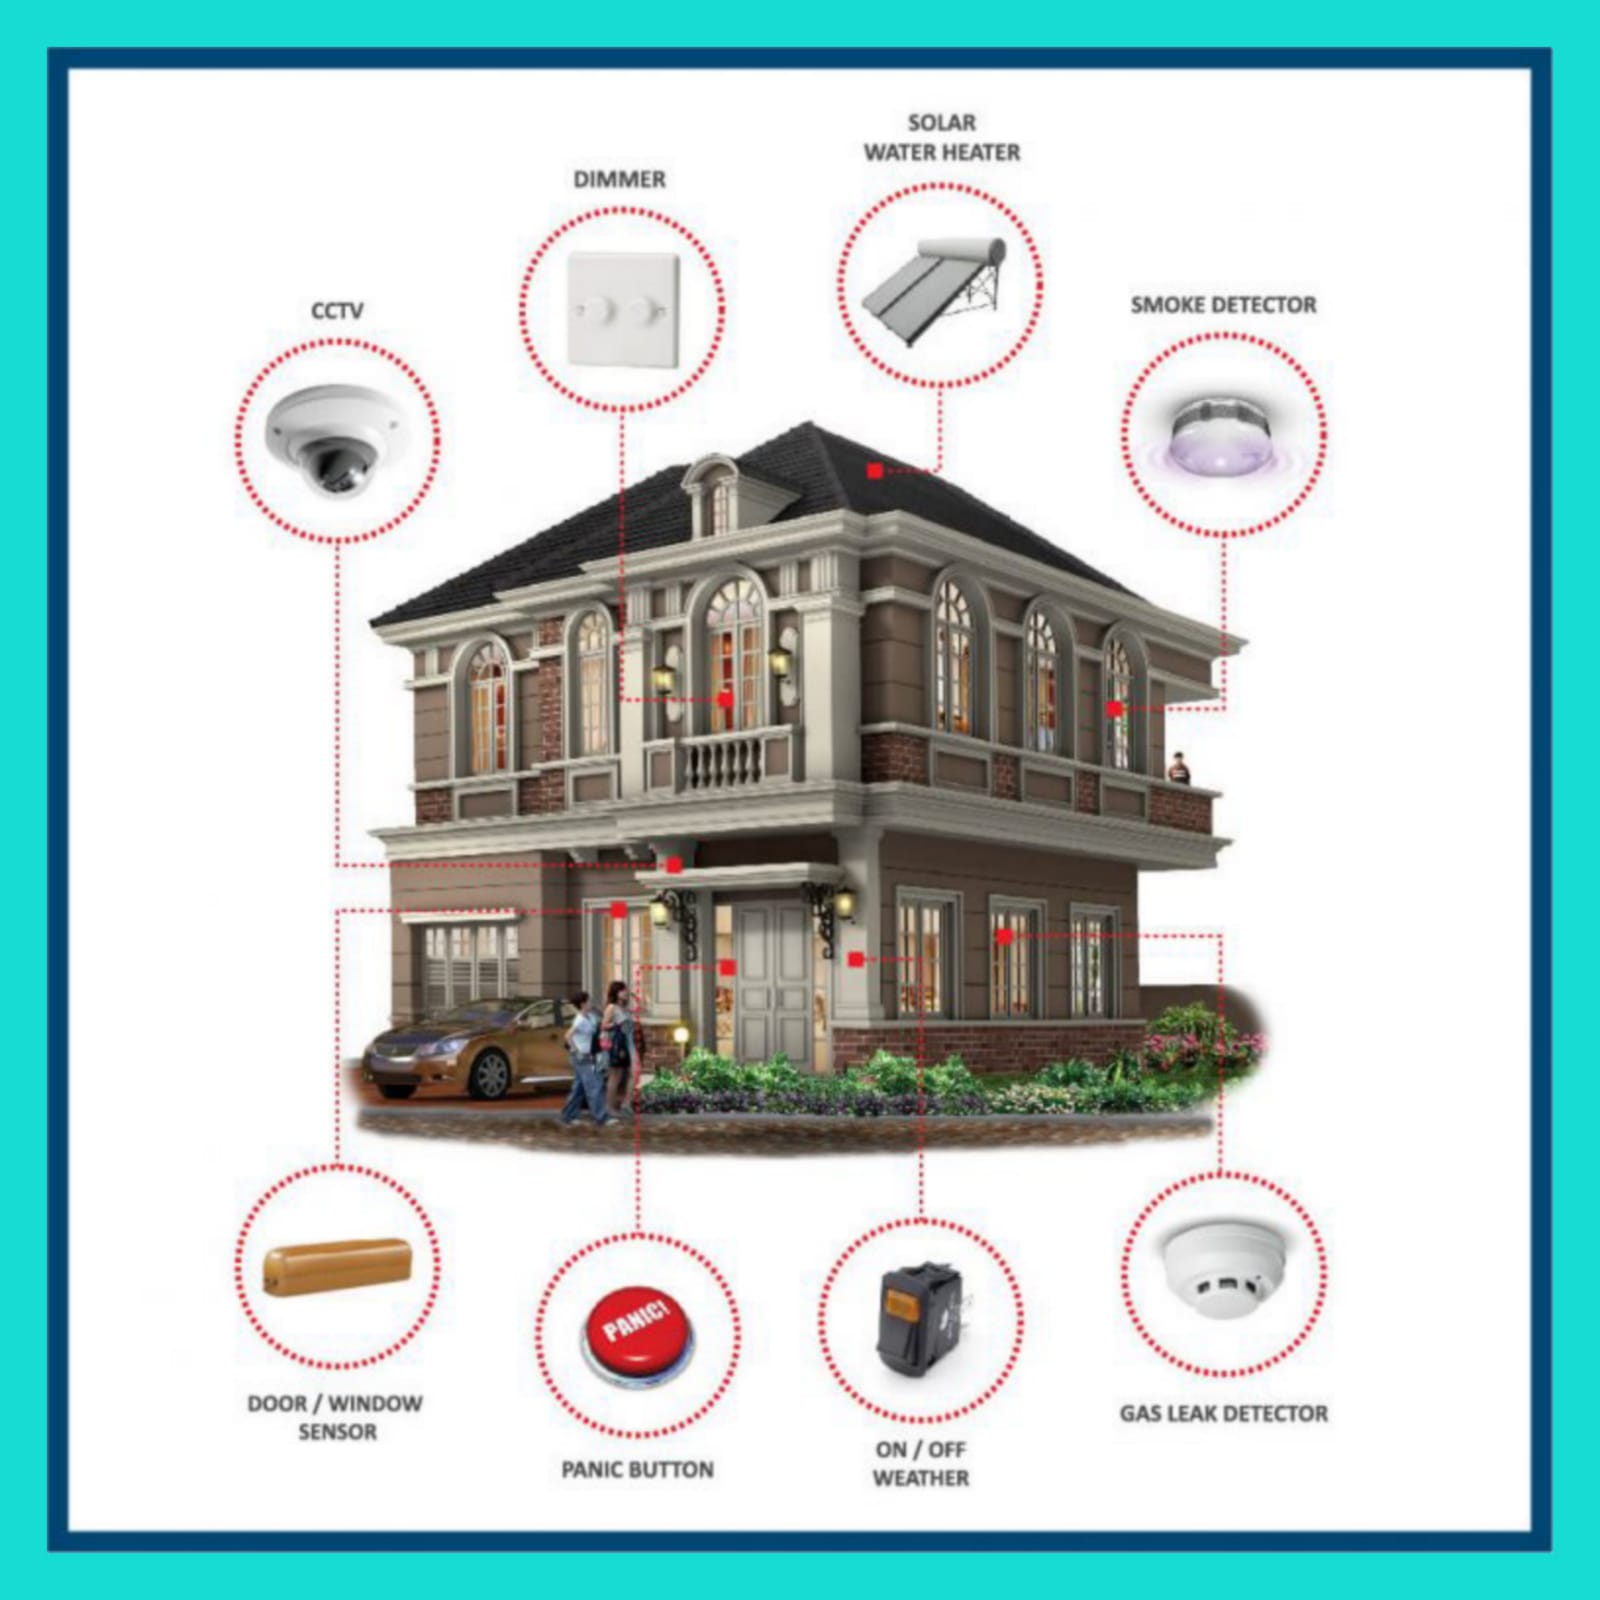 SOLAR
WATER HEATER
DIMMER
CCTV
SMOKE DETECTOR
DOOR / WINDOW
SENSOR
PANIC!
PANIC BUTTON
ON / OFF
WEATHER
GAS LEAK DETECTOR